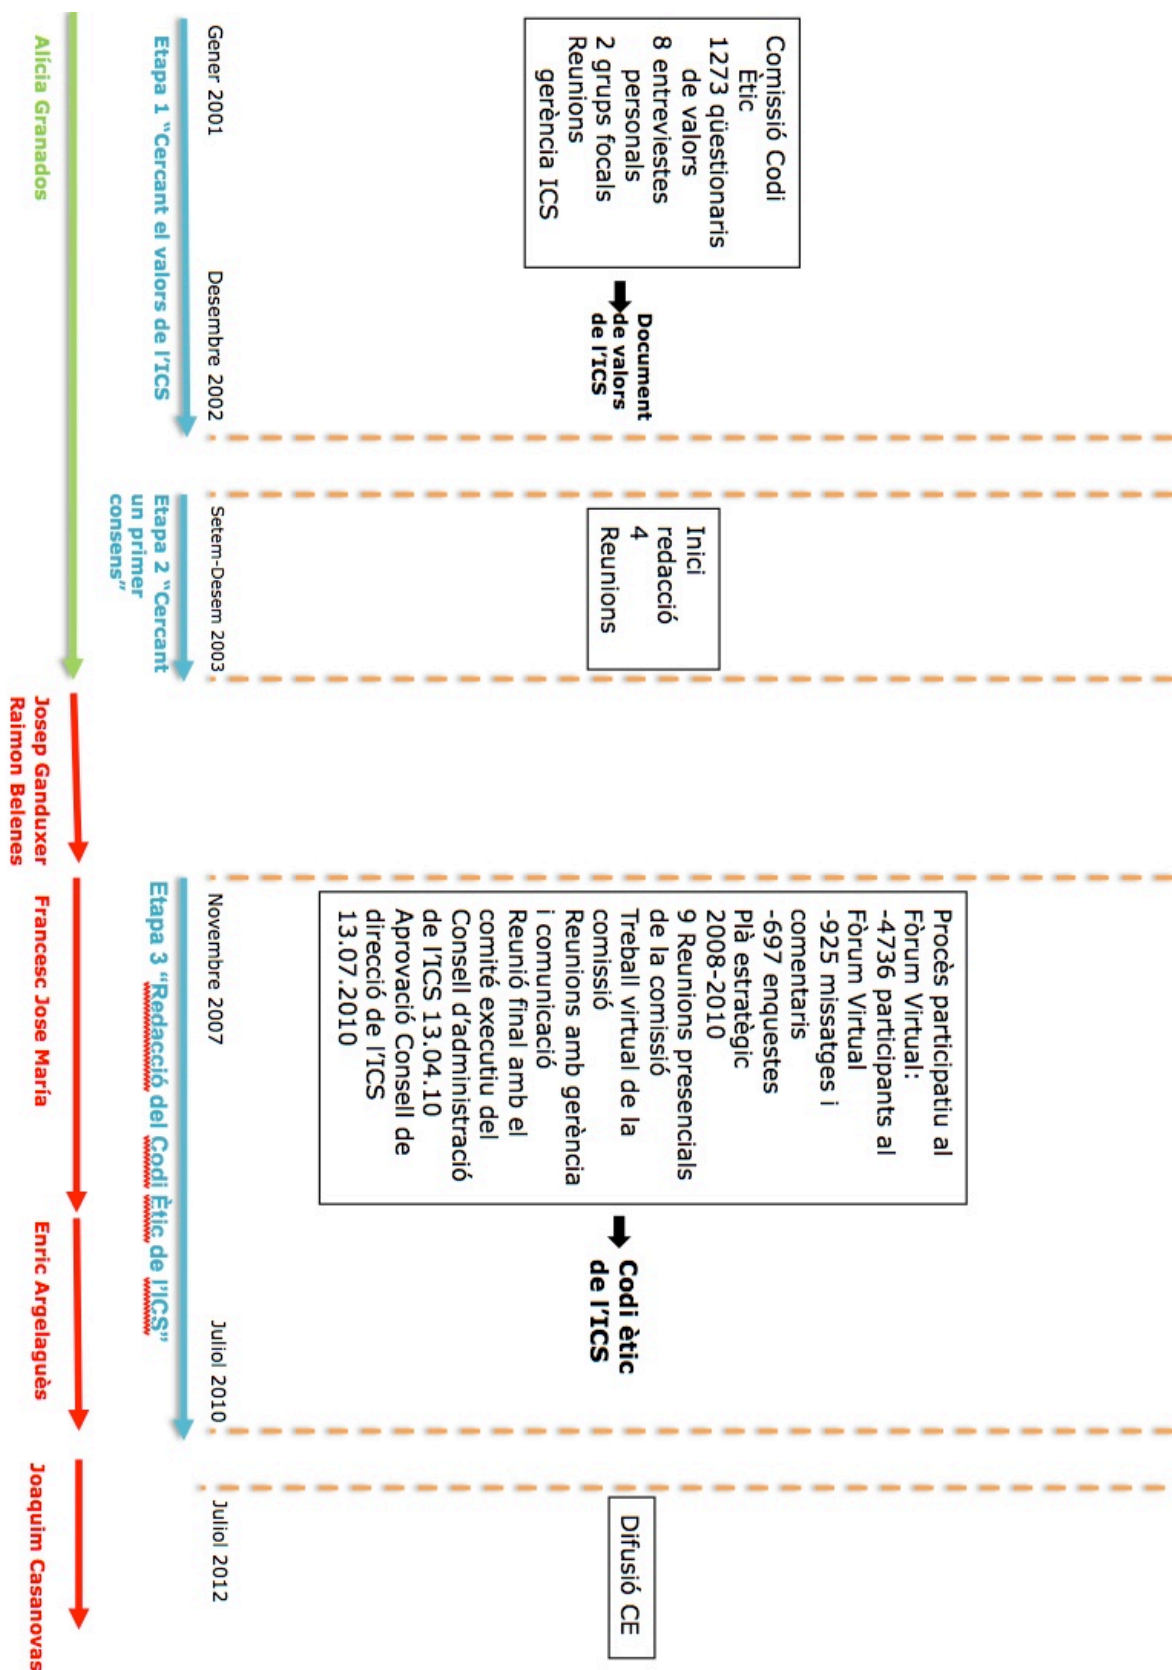 Comissió Codi
Ètic
1273 qüestionaris
de valors
8 entreviestes
personals
2 grups focals
Reunions
gerència ICS
Document
de valors
de l'ICS
Inici
redacció
4
Reunions
Procès participatiu al
Fòrum Virtual:
-4736 participants al
Fòrum Virtual
-925 missatges i
comentaris
-697 enquestes
Plà estratègic
2008-2010
9 Reunions presencials
de la comissió
Treball virtual de la
comissió
Reunions amb gerència
i comunicació
Reunió final amb el
comité executiu del
Consell d'administració
de l'ICS 13.04.10
Aprovació Consell de
direcció de l'ICS
13.07.2010
Codi ètic
de l'ICS
Difusió CE
Gener 2001
Desembre 2002
Setem-Desem 2003
Novembre 2007
Juliol 2010
Juliol 2012
Etapa 1 "Cercant el valors de l'ICS
Etapa 2 "Cercant
un primer
consens"
Etapa 3 "Redacció del Codi Ètic de l'ICS"
Alícia Granados
Josep Ganduxer
Raimon Belenes
Francesc Jose María
Enric Argelaguès
Joaquim Casanovas